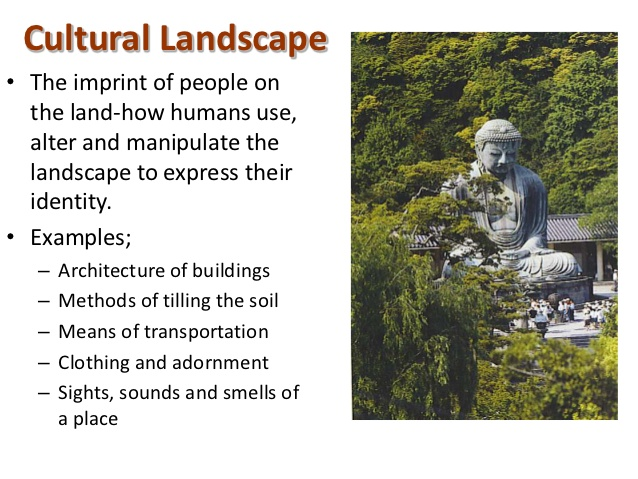 Cultural Landscape
• The imprint of people on
the land-how humans use,
alter and manipulate the
landscape to express their
identity.
• Examples;
– Architecture of buildings
– Methods of tilling the soil
– Means of transportation
– Clothing and adornment
– Sights, sounds and smells of
a place